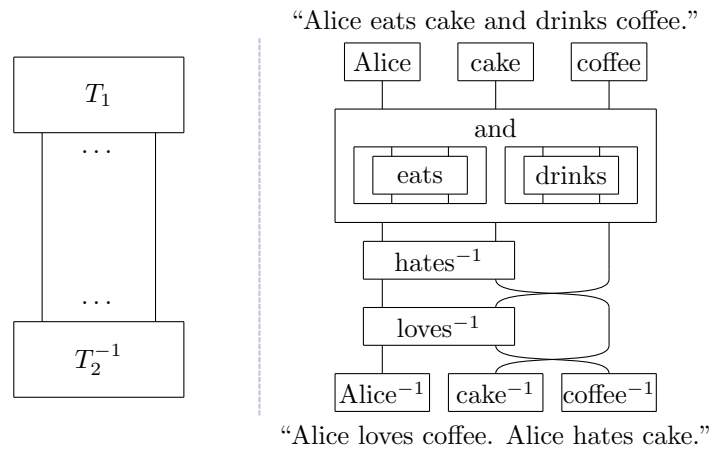 “Alice eats cake and drinks coffee.”
T₁
. . .
. . .
T₂⁻¹
Alice cake coffee
and
eats drinks
hates⁻¹
loves⁻¹
Alice⁻¹ cake⁻¹ coffee⁻¹
“Alice loves coffee. Alice hates cake.”